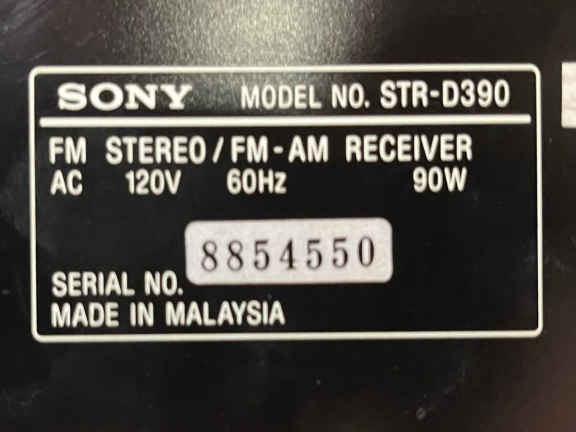 SONY MODEL NO. STR-D390
FM STEREO / FM-AM RECEIVER
AC 120V 60Hz 90W
8854550
SERIAL NO.
MADE IN MALAYSIA